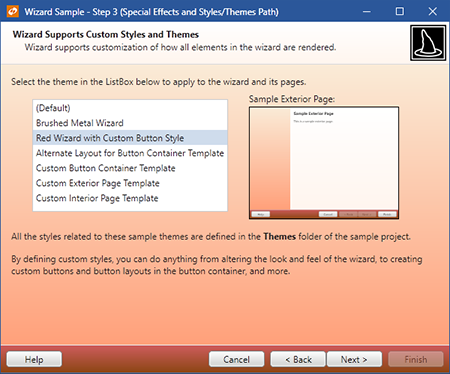 Wizard Sample - Step 3 (Special Effects and Styles/Themes Path)
Wizard Supports Custom Styles and Themes
Wizard supports customization of how all elements in the wizard are rendered.
Select the theme in the ListBox below to apply to the wizard and its pages.
(Default)
Brushed Metal Wizard
Red Wizard with Custom Button Style
Alternate Layout for Button Container Template
Custom Button Container Template
Custom Exterior Page Template
Custom Interior Page Template
Sample Exterior Page:
Sample Exterior Page
This is a sample exterior page.
All the styles related to these sample themes are defined in the Themes folder of the sample project.
By defining custom styles, you can do anything from altering the look and feel of the wizard, to creating
custom buttons and button layouts in the button container, and more.
Help Cancel < Back Next > Finish